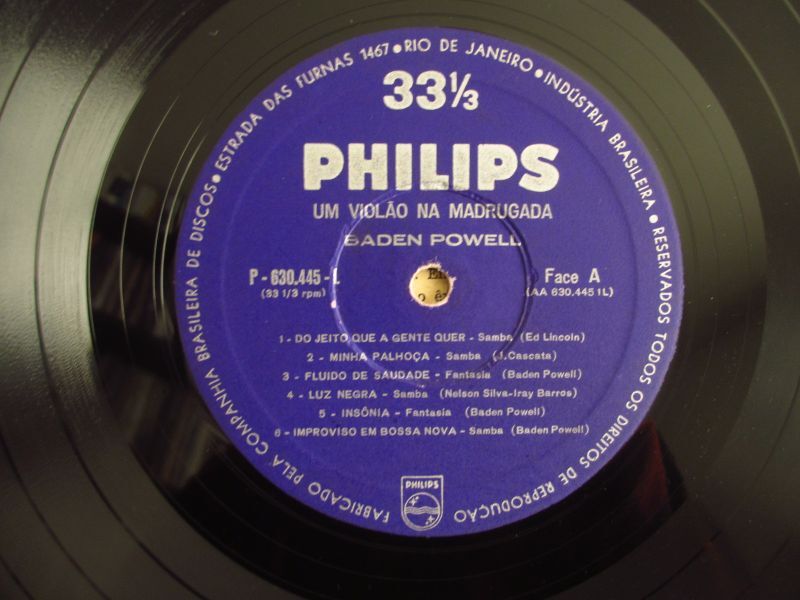 FABRICADO PELA COMPANHIA BRASILEIRA DE DISCOS • ESTRADA DAS FURNAS 1467 • RIO DE JANEIRO • INDÚSTRIA BRASILEIRA • RESERVADOS TODOS OS DIREITOS DE REPRODUÇÃO
33⅓
PHILIPS
UM VIOLÃO NA MADRUGADA
BADEN POWELL
P - 630.445 - L
(33 1/3 rpm)
Face A
(AA 630.445 1L)
1 - DO JEITO QUE A GENTE QUER - Samba (Ed Lincoln)
2 - MINHA PALHOÇA - Samba (J.Cascata)
3 - FLUIDO DE SAUDADE - Fantasia (Baden Powell)
4 - LUZ NEGRA - Samba (Nelson Silva-Iray Barros)
5 - INSÔNIA - Fantasia (Baden Powell)
6 - IMPROVISO EM BOSSA NOVA - Samba (Baden Powell)
PHILIPS